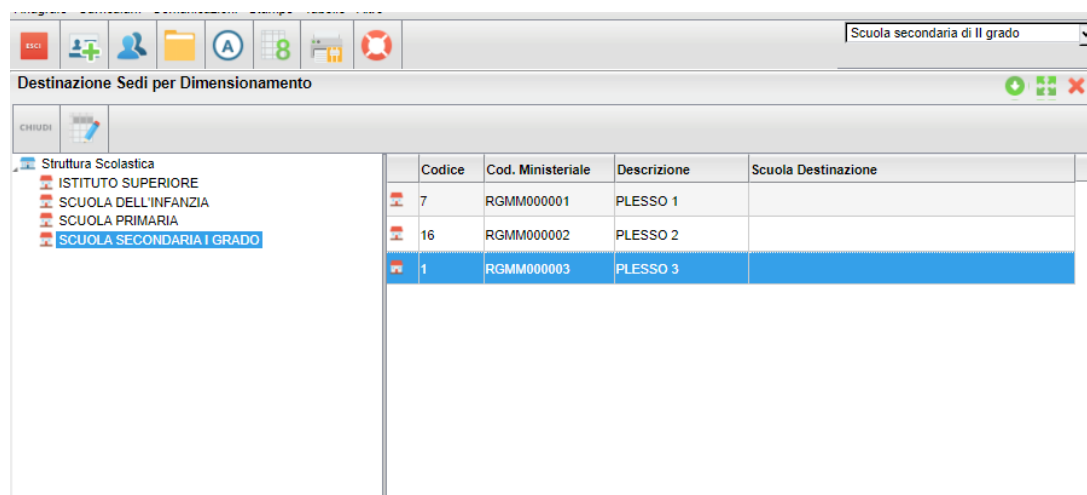 ESCI
A
8
Scuola secondaria di II grado
Destinazione Sedi per Dimensionamento
CHIUDI
Struttura Scolastica
ISTITUTO SUPERIORE
SCUOLA DELL'INFANZIA
SCUOLA PRIMARIA
SCUOLA SECONDARIA I GRADO
Codice Cod. Ministeriale Descrizione Scuola Destinazione
7 RGMM000001 PLESSO 1
16 RGMM000002 PLESSO 2
1 RGMM000003 PLESSO 3